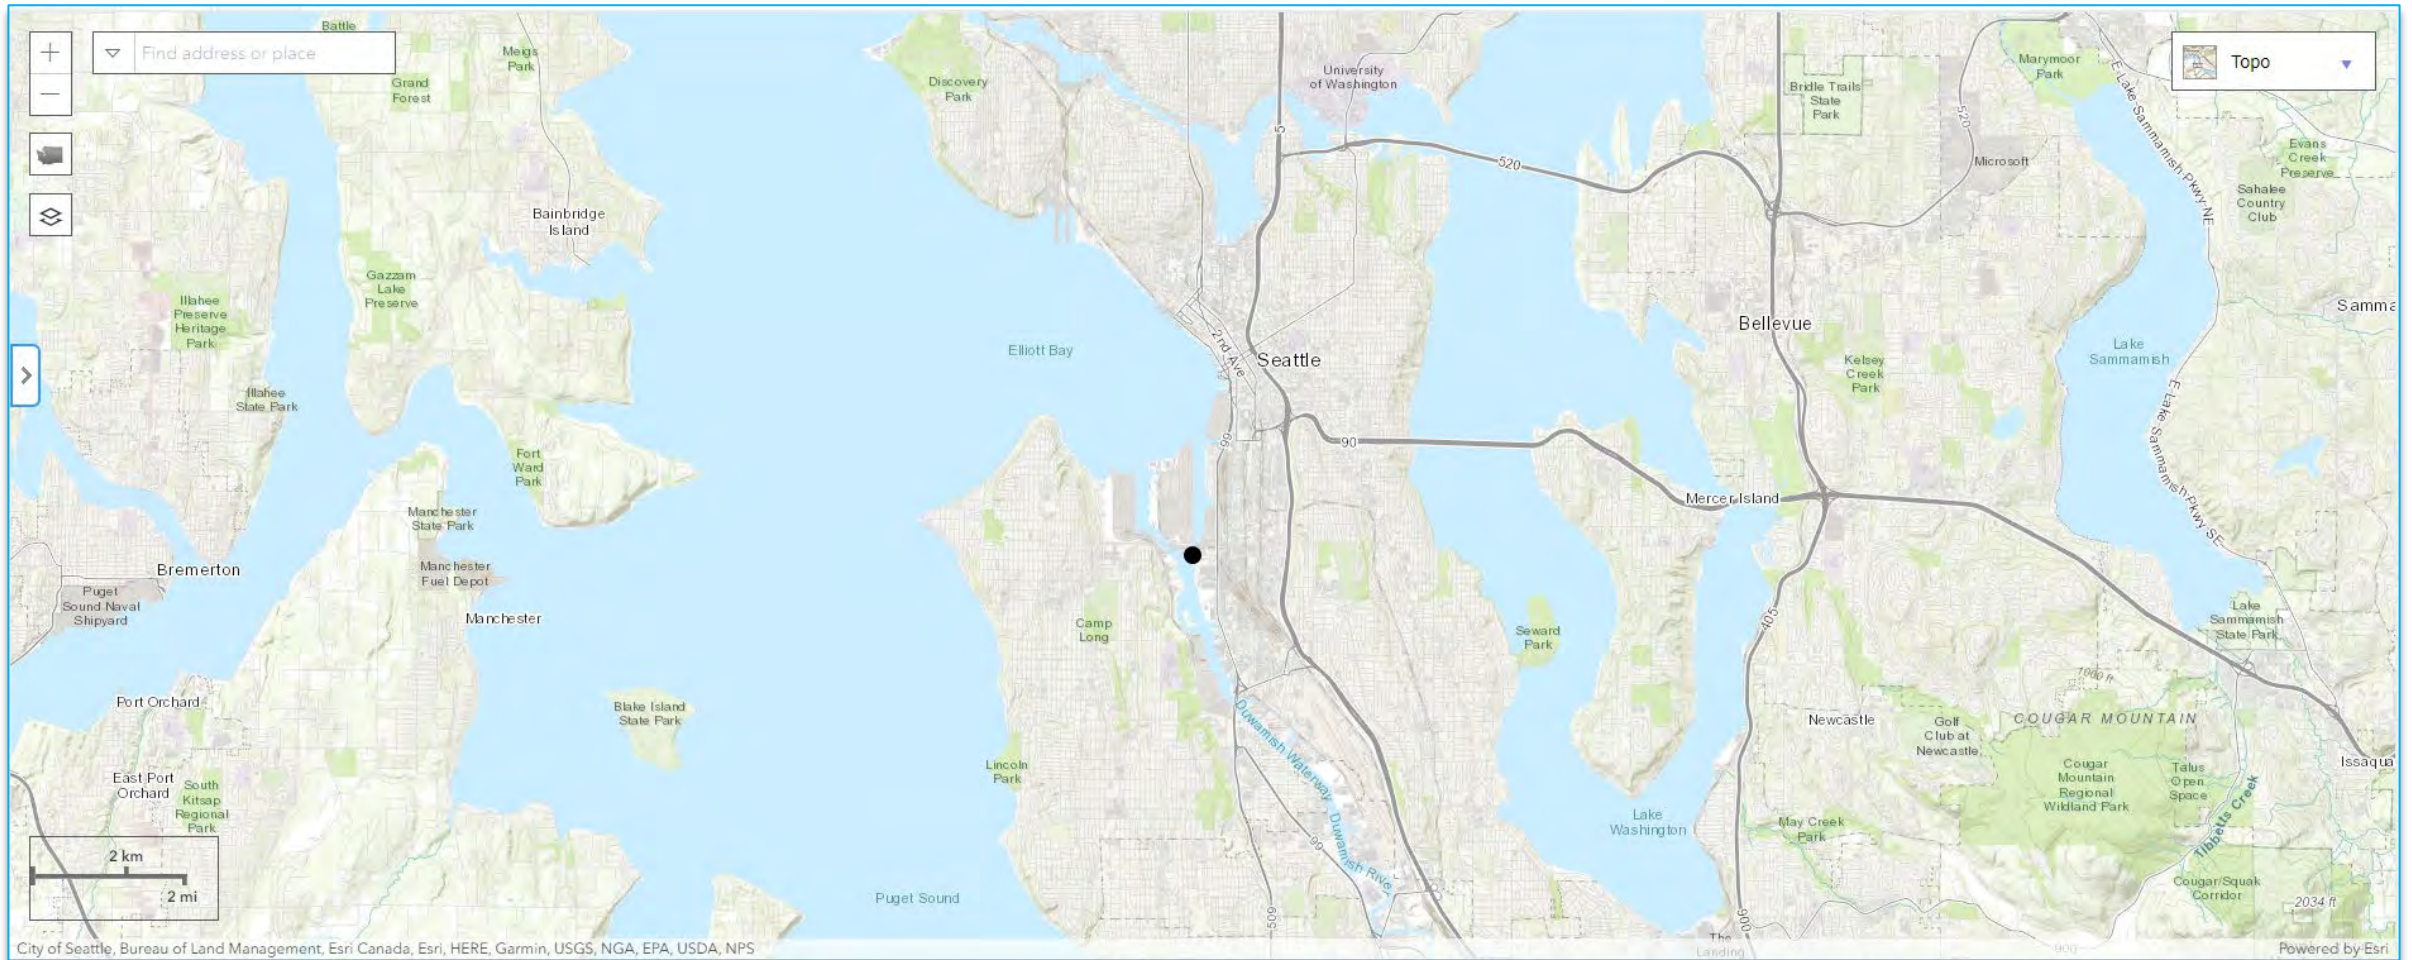 Battle
Find address or place
Meigs
Park
Grand
Forest
Discovery
Park
University
of Washington
Bridle Trails
State
Park
Marymoor
Park
Topo
5
520
520
Microsoft
E Lake Sammamish Pkwy NE
Evans
Creek
Preserve
Sahalee
Country
Club
Bainbridge
Island
Gazzam
Lake
Preserve
Illahee
Preserve
Heritage
Park
Illahee
State Park
Elliott Bay
2nd Ave
Seattle
Bellevue
Kelsey
Creek
Park
Lake
Sammamish
Samma
E Lake Sammamish Pkwy SE
99
90
Fort
Ward
Park
Manchester
State Park
Mercer Island
Bremerton
Manchester
Fuel Depot
Puget
Sound Naval
Shipyard
Manchester
Camp
Long
Seward
Park
405
Lake
Sammamish
State Park
1000 ft
Port Orchard
Blake Island
State Park
Duwamish Waterway
Duwamish River
Newcastle
Golf
Club at
Newcastle
COUGAR MOUNTAIN
Issaqua
East Port
Orchard
South
Kitsap
Regional
Park
Lincoln
Park
Cougar
Mountain
Regional
Wildland Park
Talus
Open
Space
Tibbetts Creek
Lake
Washington
May Creek
Park
99
2 km
2 mi
Puget Sound
509
900
Cougar/Squak
Corridor
2034 ft
The
Landing
900
City of Seattle, Bureau of Land Management, Esri Canada, Esri, HERE, Garmin, USGS, NGA, EPA, USDA, NPS
Powered by Esri